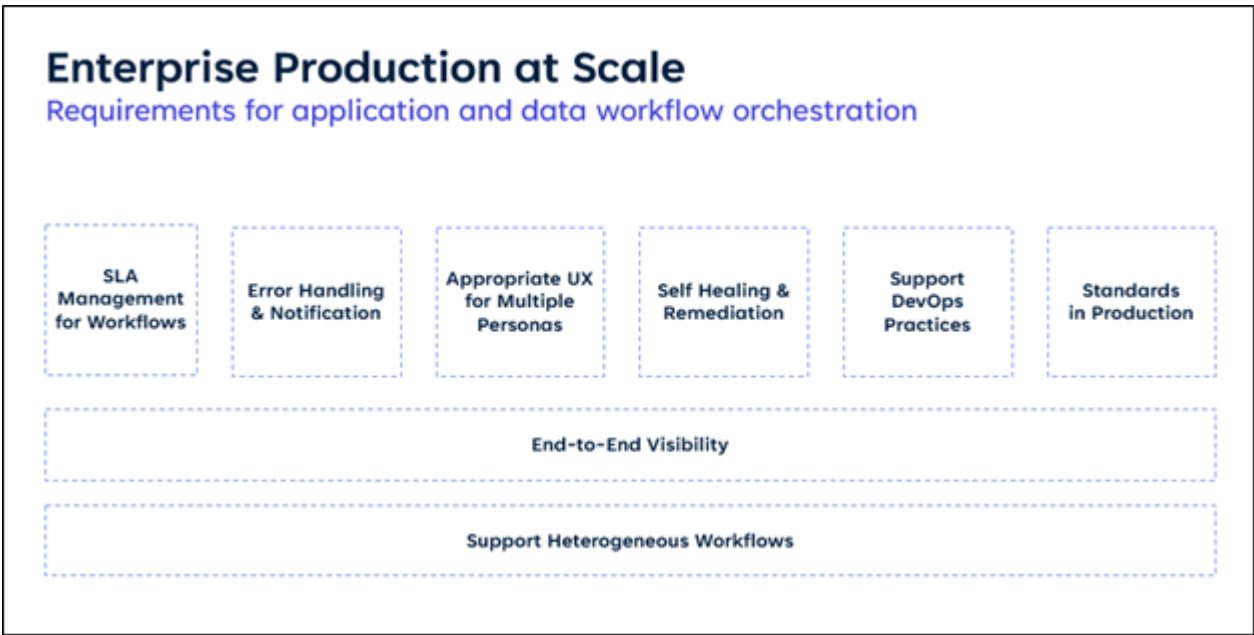 Enterprise Production at Scale
Requirements for application and data workflow orchestration
SLA
Management
for Workflows
Error Handling
& Notification
Appropriate UX
for Multiple
Personas
Self Healing &
Remediation
Support
DevOps
Practices
Standards
in Production
End-to-End Visibility
Support Heterogeneous Workflows